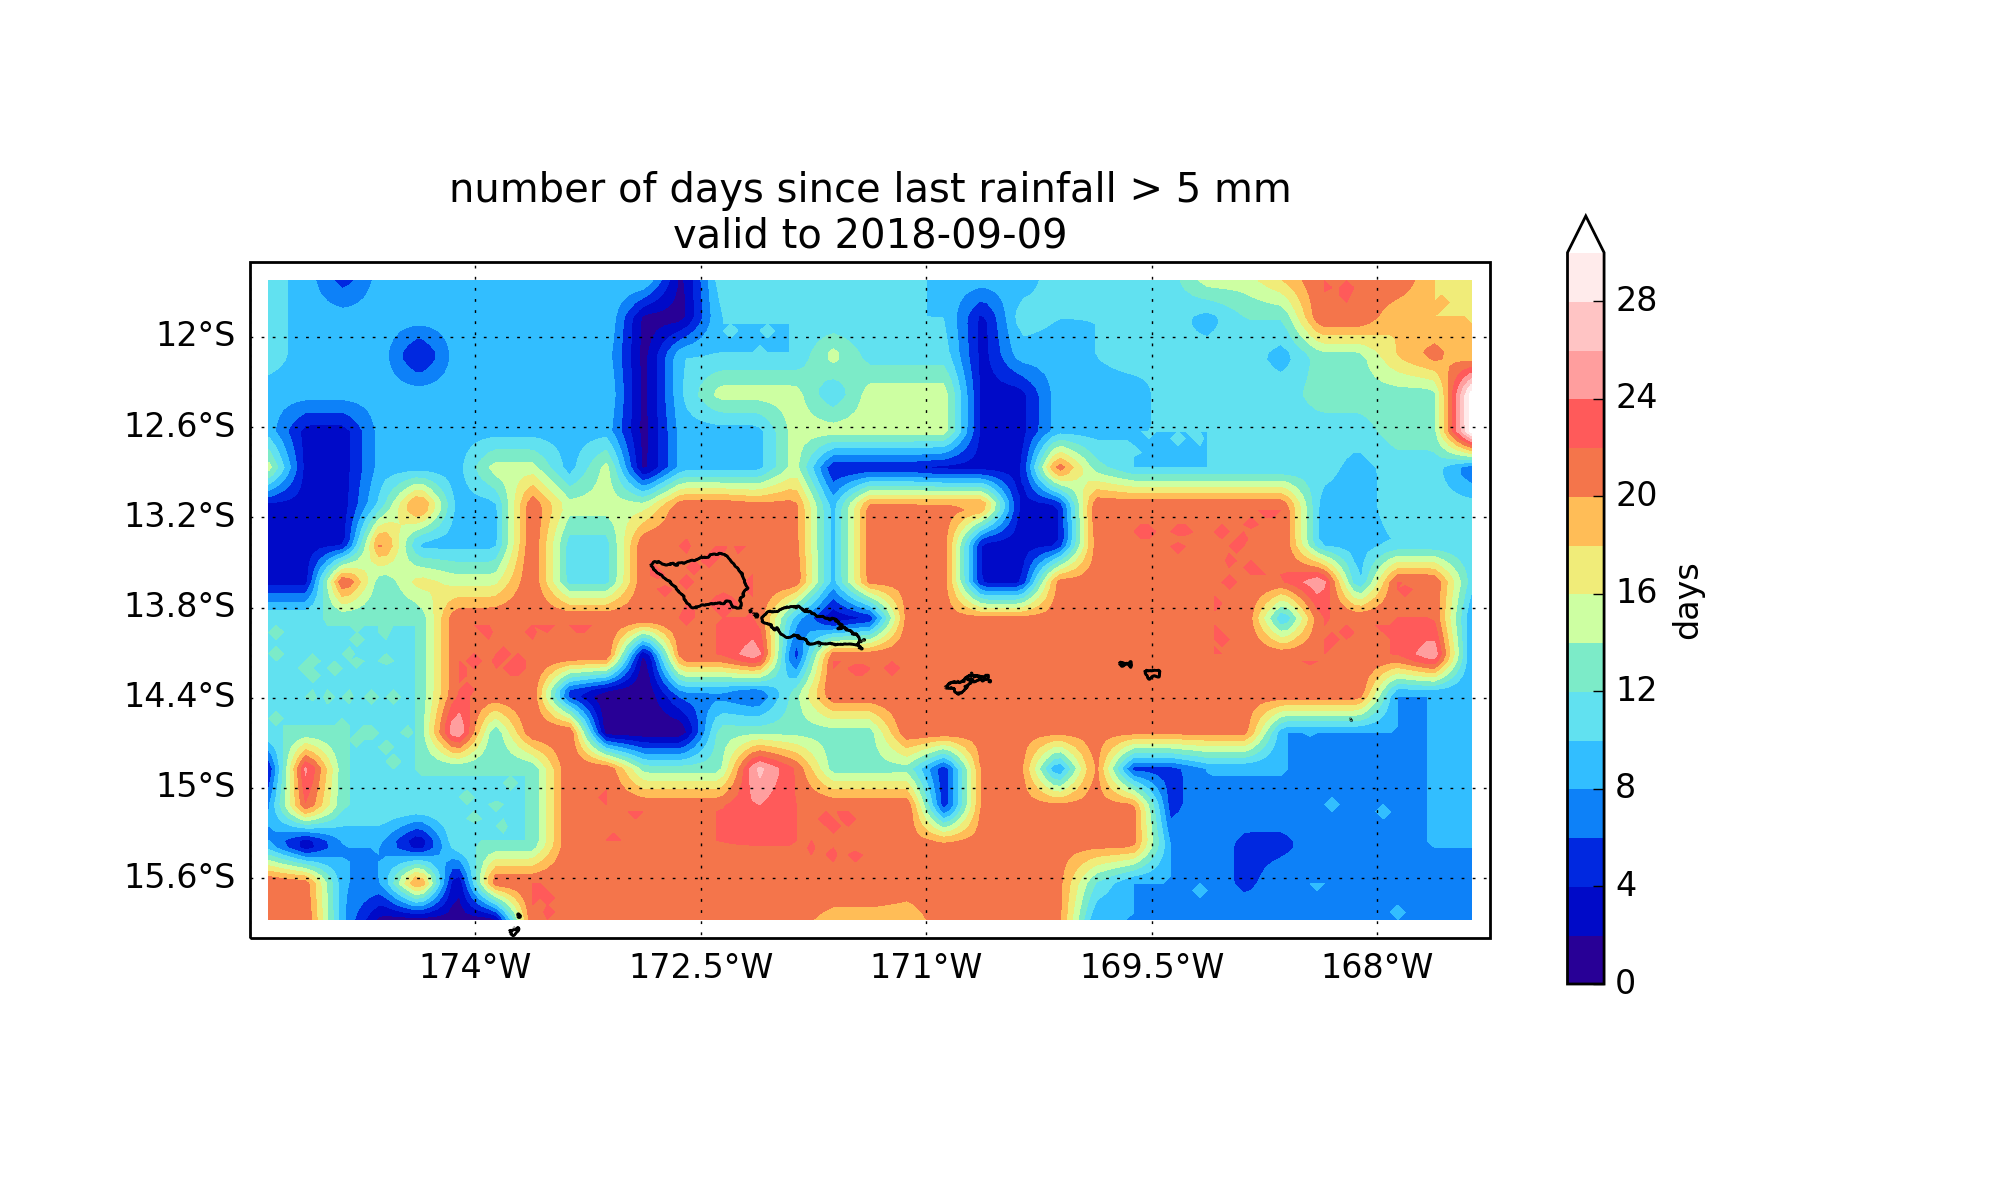 number of days since last rainfall > 5 mm
valid to 2018-09-09
12°S
12.6°S
13.2°S
13.8°S
14.4°S
15°S
15.6°S
174°W
172.5°W
171°W
169.5°W
168°W
28
24
20
16
12
8
4
0
days